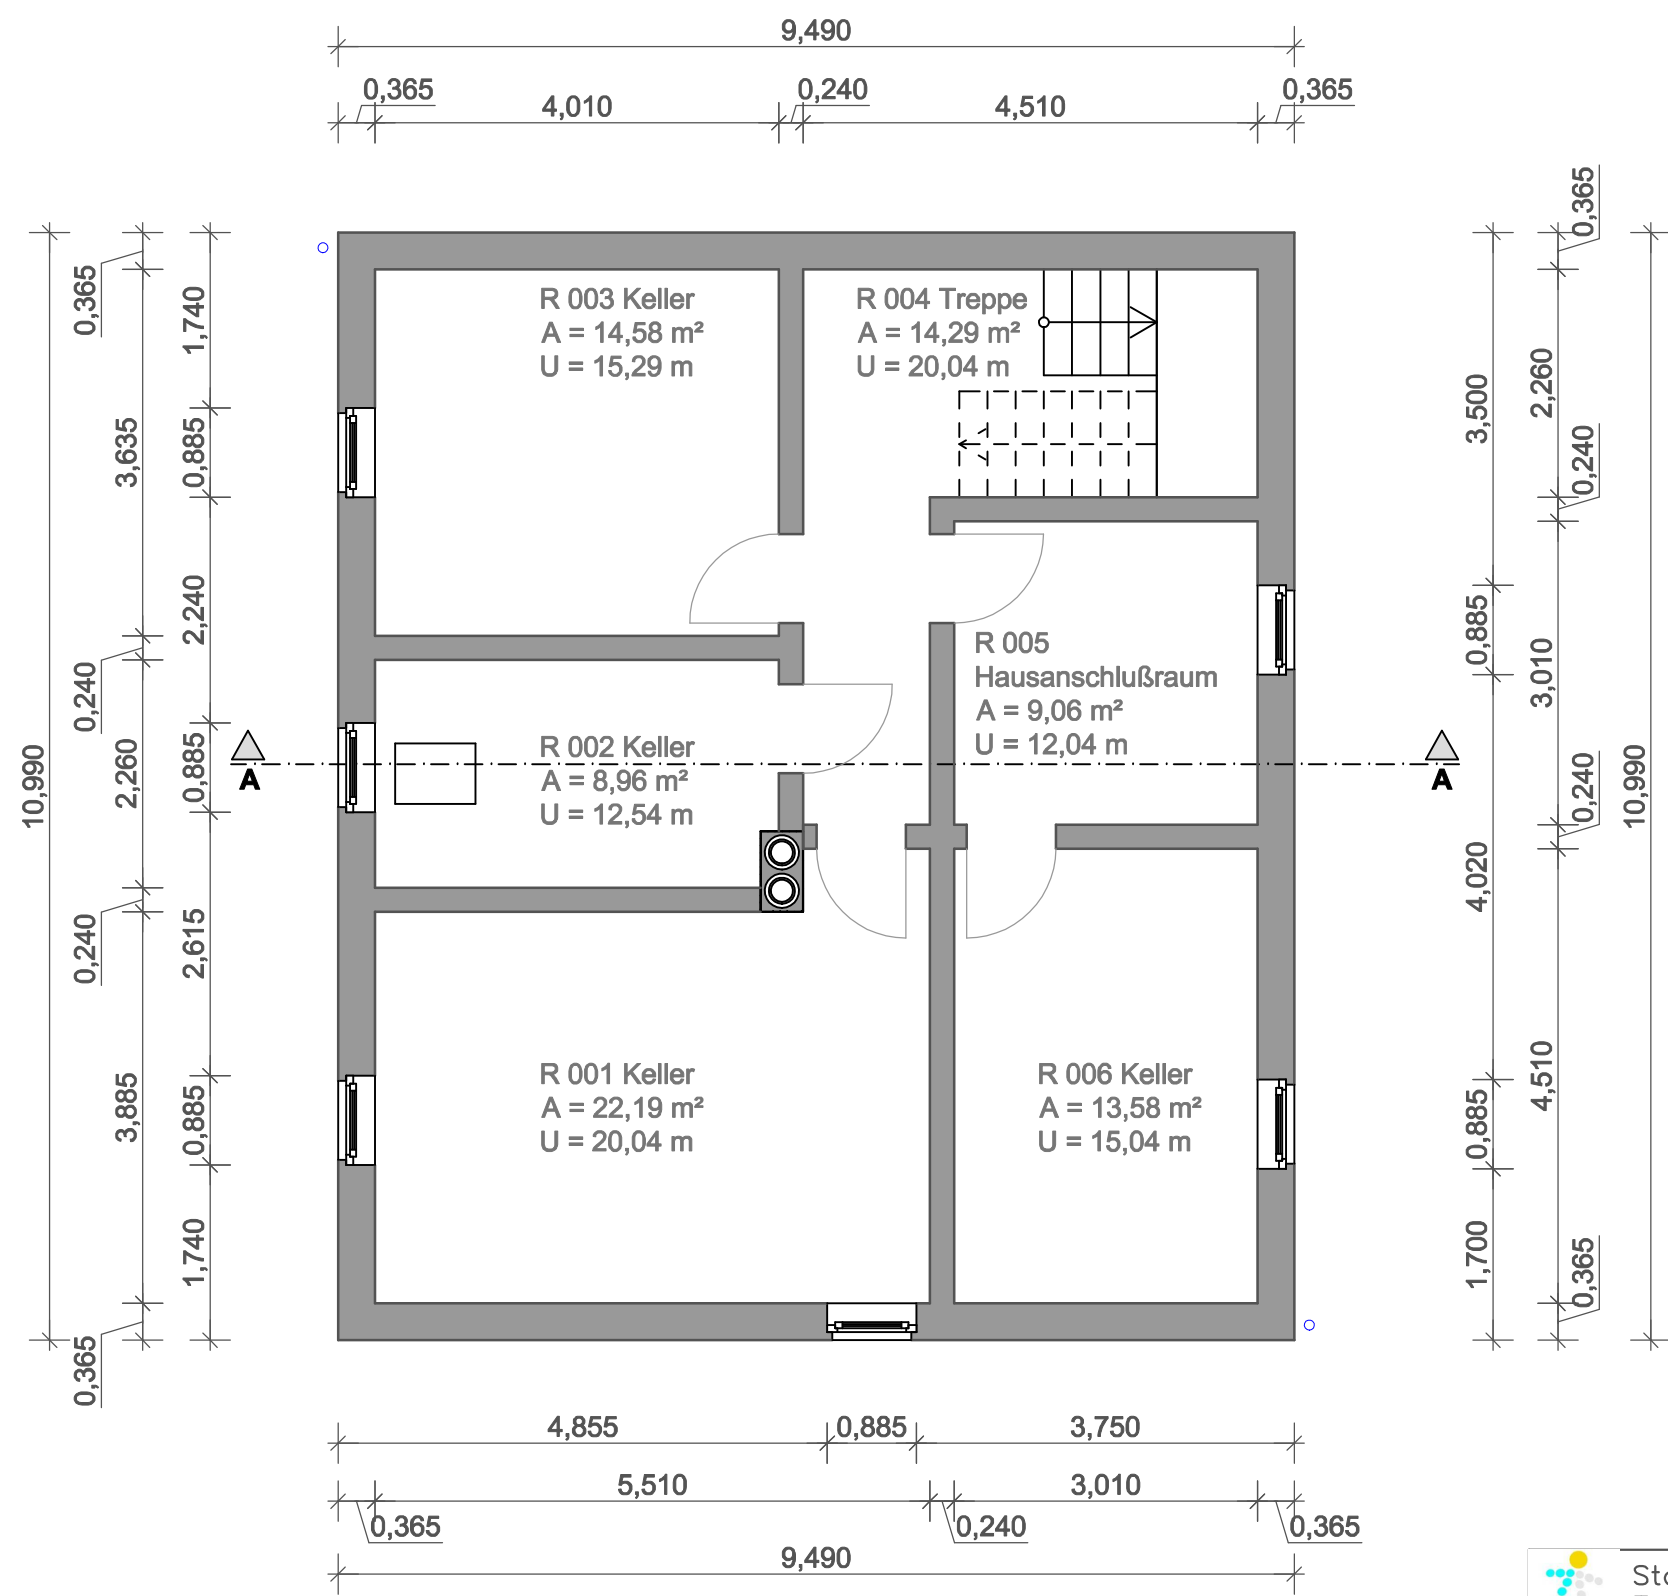 9,490
0,365
4,010
0,240
4,510
0,365
10,990
0,365
3,635
0,240
2,260
0,240
3,885
0,365
1,740
0,885
2,240
0,885
2,615
0,885
1,740
R 003 Keller
A = 14,58 m²
U = 15,29 m
R 004 Treppe
A = 14,29 m²
U = 20,04 m
R 005
Hausanschlußraum
A = 9,06 m²
U = 12,04 m
R 002 Keller
A = 8,96 m²
U = 12,54 m
A
A
R 001 Keller
A = 22,19 m²
U = 20,04 m
R 006 Keller
A = 13,58 m²
U = 15,04 m
3,500
0,885
4,020
0,885
1,700
0,365
2,260
0,240
3,010
0,240
4,510
0,365
10,990
4,855
0,885
3,750
5,510
3,010
0,365
0,240
0,365
9,490